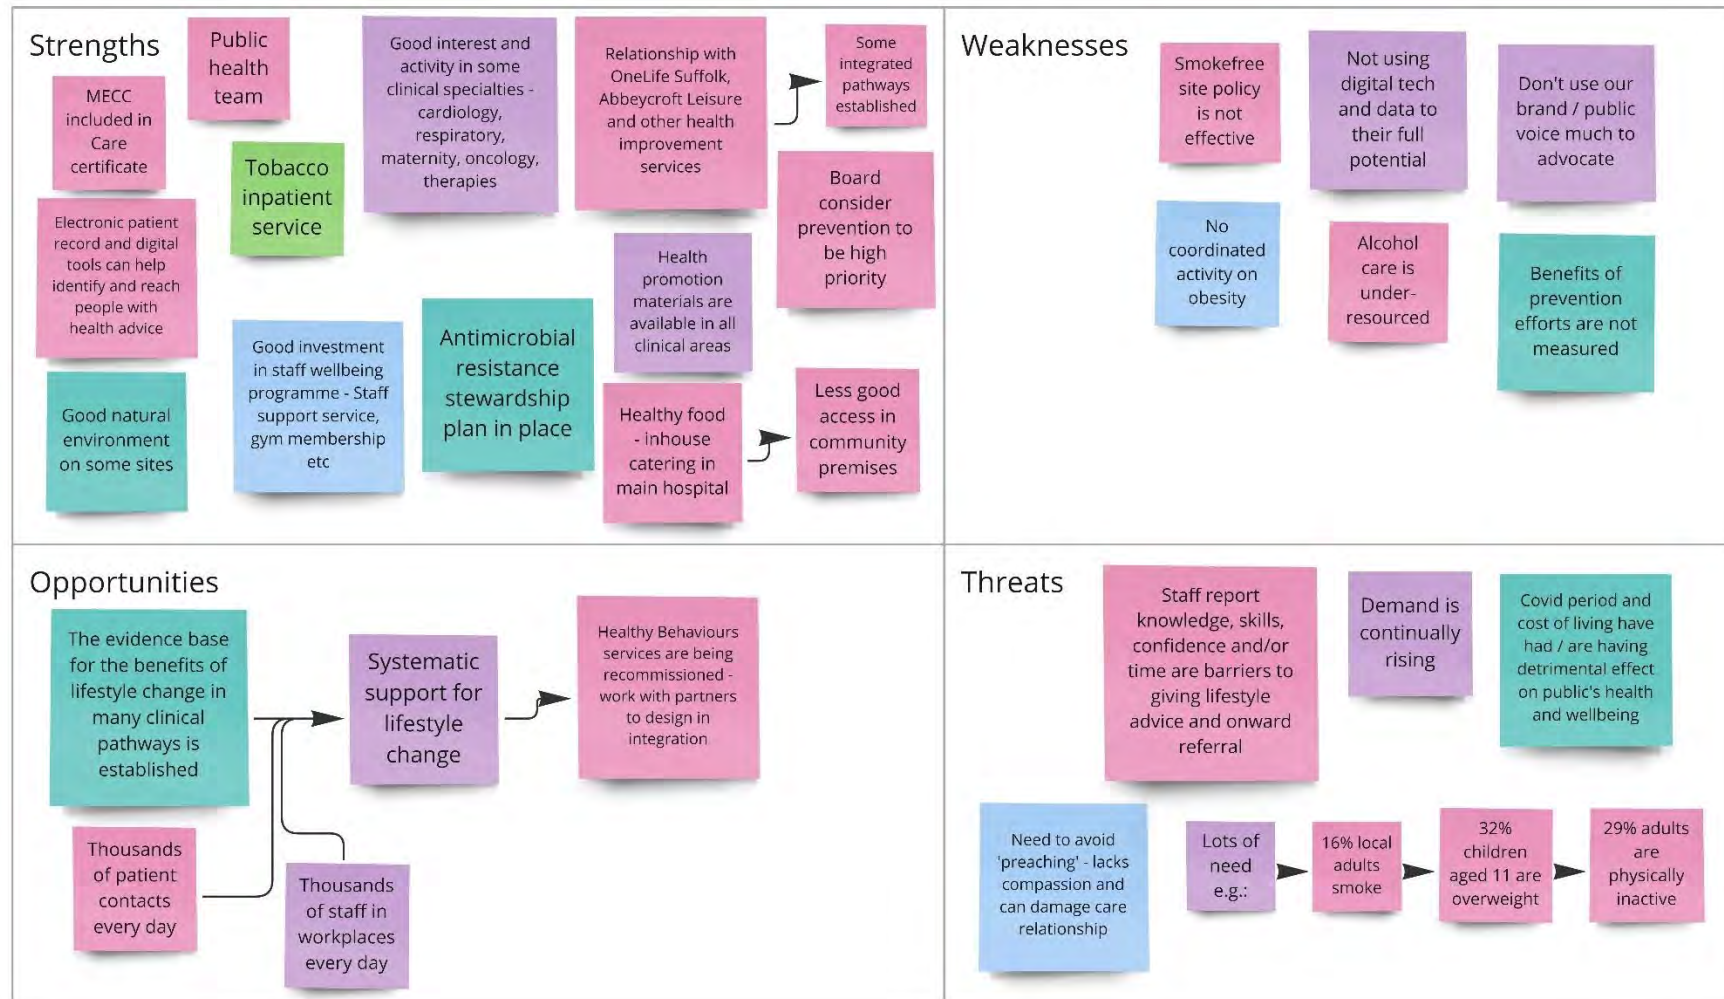 Strengths
MECC
included in
Care
certificate
Public
health
team
Tobacco
inpatient
service
Good interest and
activity in some
clinical specialties -
cardiology,
respiratory,
maternity, oncology,
therapies
Relationship with
OneLife Suffolk,
Abbeycroft Leisure
and other health
improvement
services
Some
integrated
pathways
established
Board
consider
prevention to
be high
priority
Electronic patient
record and digital
tools can help
identify and reach
people with
health advice
Health
promotion
materials are
available in all
clinical areas
Good natural
environment
on some sites
Good investment
in staff wellbeing
programme - Staff
support service,
gym membership
etc
Antimicrobial
resistance
stewardship
plan in place
Healthy food
- inhouse
catering in
main hospital
Less good
access in
community
premises
Weaknesses
Smokefree
site policy
is not
effective
Not using
digital tech
and data to
their full
potential
Don't use our
brand / public
voice much to
advocate
No
coordinated
activity on
obesity
Alcohol
care is
under-
resourced
Benefits of
prevention
efforts are not
measured
Opportunities
The evidence base
for the benefits of
lifestyle change in
many clinical
pathways is
established
Systematic
support for
lifestyle
change
Healthy Behaviours
services are being
recommissioned -
work with partners
to design in
integration
Thousands
of patient
contacts
every day
Thousands
of staff in
workplaces
every day
Threats
Staff report
knowledge, skills,
confidence and/or
time are barriers to
giving lifestyle
advice and onward
referral
Demand is
continually
rising
Covid period and
cost of living have
had / are having
detrimental effect
on public's health
and wellbeing
Need to avoid
'preaching' - lacks
compassion and
can damage care
relationship
Lots of
need
e.g.:
16% local
adults
smoke
32%
children
aged 11 are
overweight
29% adults
are
physically
inactive